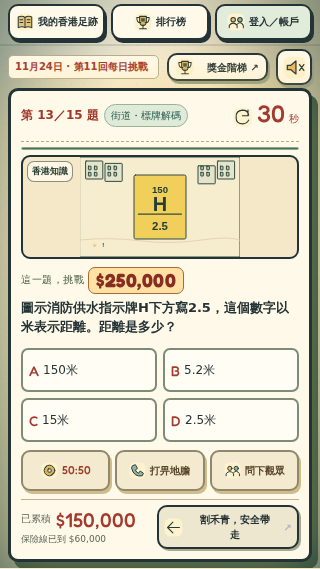 我的香港足跡
排行榜
登入／帳戶
11月24日 · 第11回每日挑戰
獎金階梯 ↗
第 13／15 題
街道 · 標牌解碼
30 秒
香港知識
150
H
2.5
這一題，挑戰 $250,000
圖示消防供水指示牌H下方寫2.5，這個數字以
米表示距離。距離是多少？
A 150米
B 5.2米
C 15米
D 2.5米
50:50
打畀地膽
問下觀眾
已累積 $150,000
保險線已到 $60,000
割禾青，安全帶
走 ↗